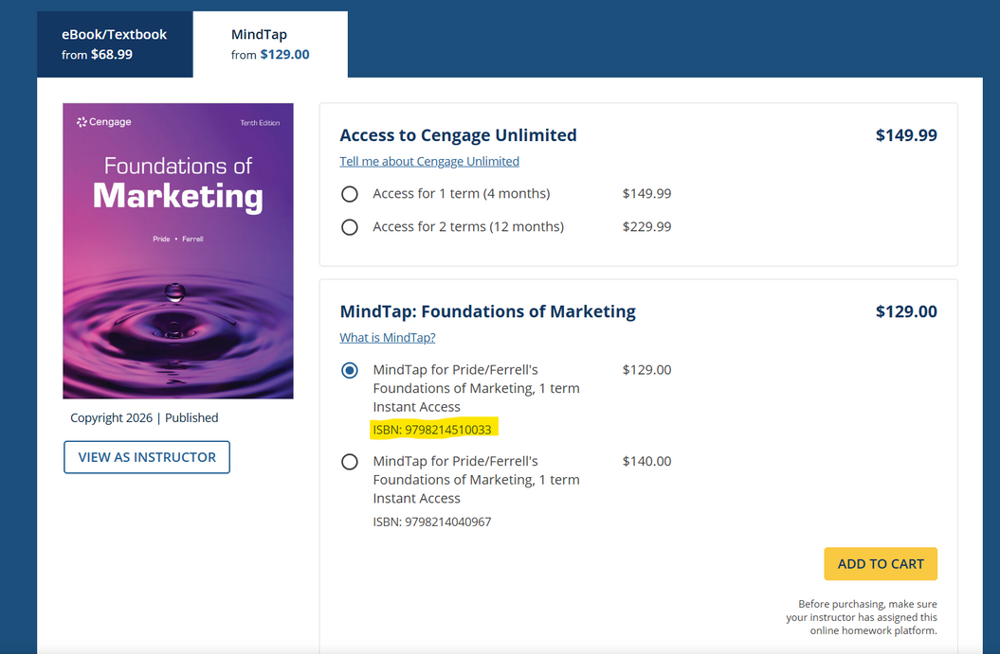 eBook/Textbook
from $68.99
MindTap
from $129.00
Cengage
Tenth Edition
Foundations of
Marketing
Pride • Ferrell
Copyright 2026 | Published
VIEW AS INSTRUCTOR
Access to Cengage Unlimited $149.99
Tell me about Cengage Unlimited
Access for 1 term (4 months) $149.99
Access for 2 terms (12 months) $229.99
MindTap: Foundations of Marketing $129.00
What is MindTap?
MindTap for Pride/Ferrell's $129.00
Foundations of Marketing, 1 term
Instant Access
ISBN: 9798214510033
MindTap for Pride/Ferrell's $140.00
Foundations of Marketing, 1 term
Instant Access
ISBN: 9798214040967
ADD TO CART
Before purchasing, make sure
your instructor has assigned this
online homework platform.